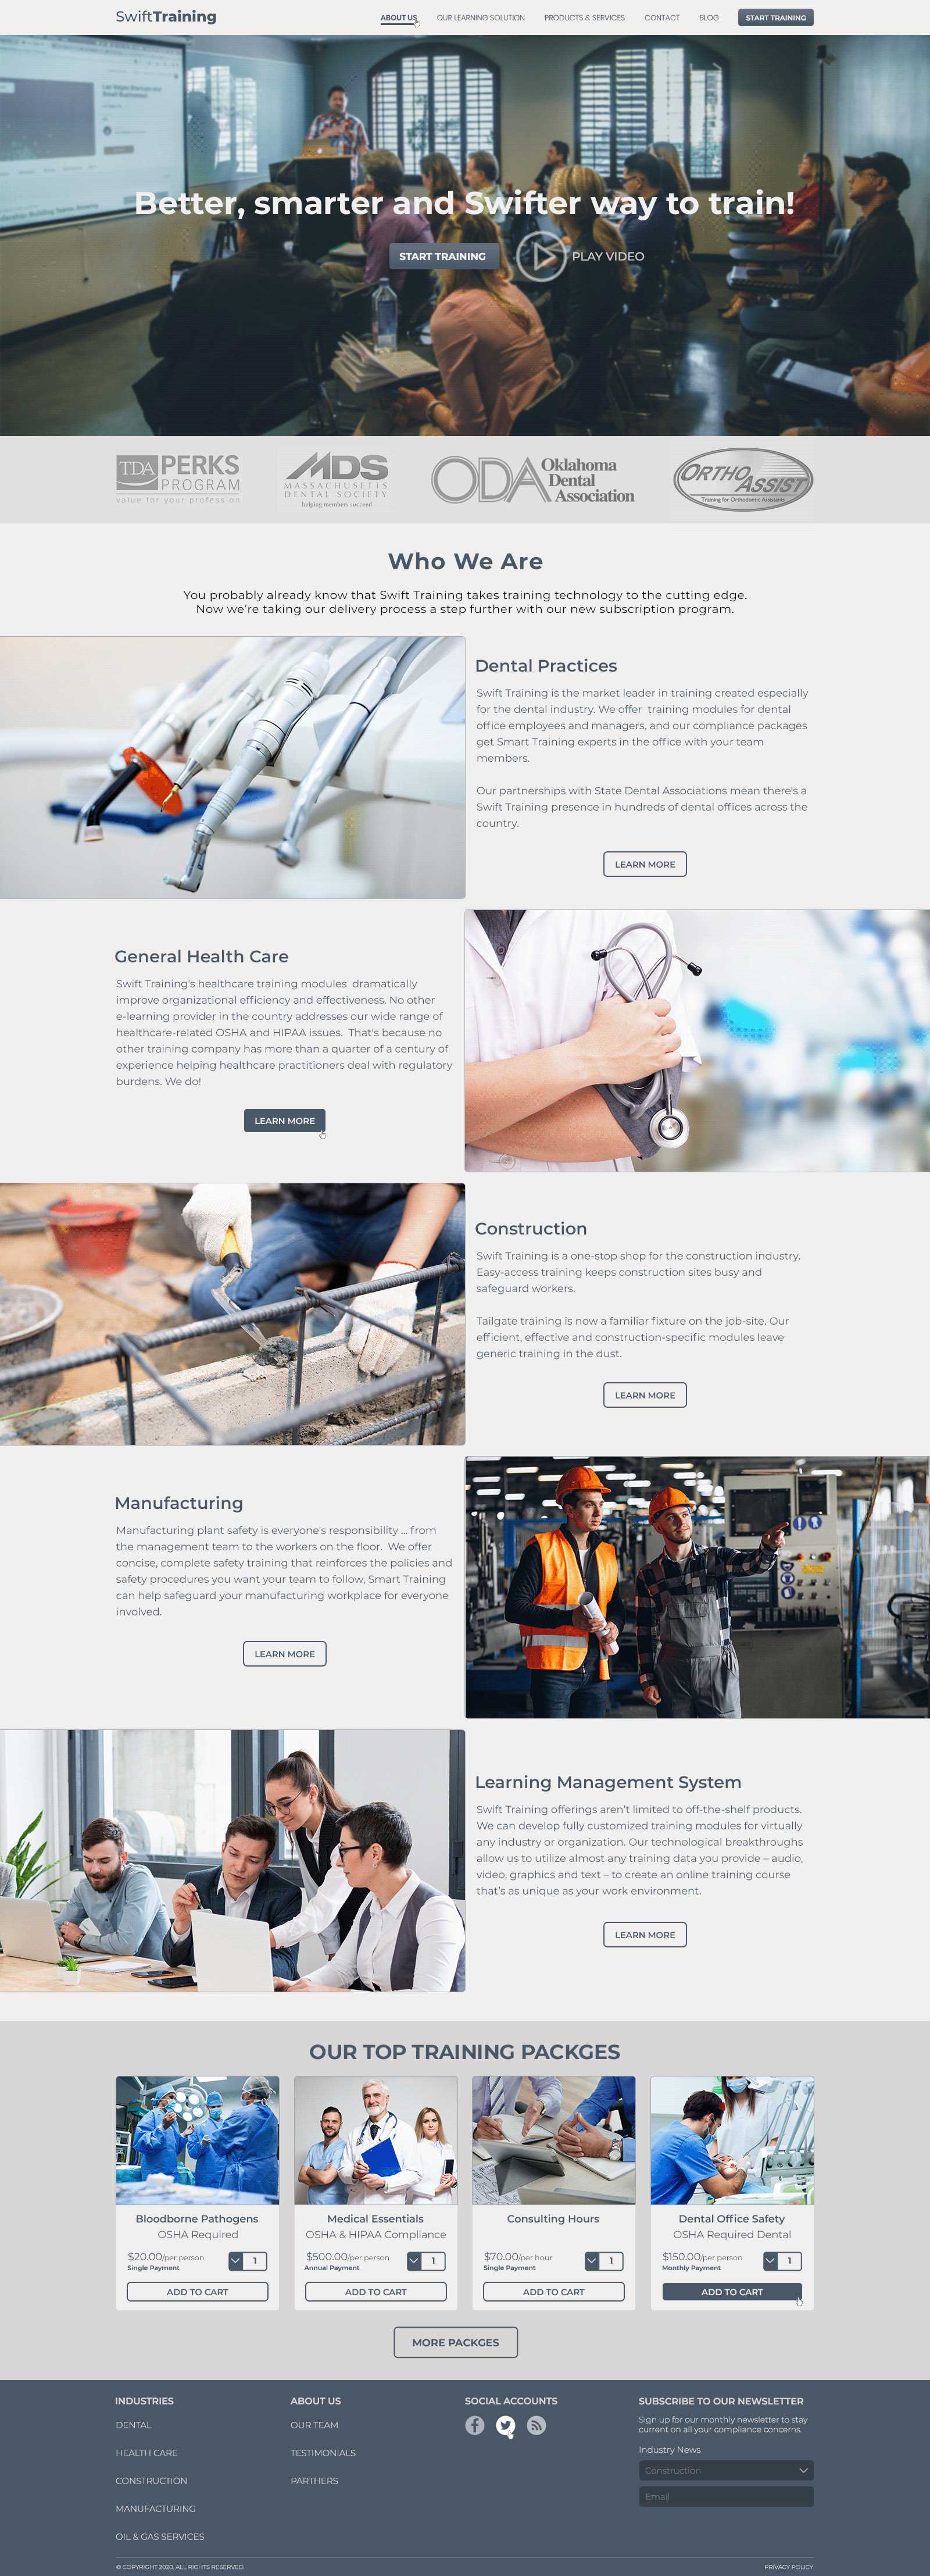 SwiftTraining
ABOUT US
OUR LEARNING SOLUTION
PRODUCTS & SERVICES
CONTACT
BLOG
START TRAINING
Better, smarter and Swifter way to train!
START TRAINING
PLAY VIDEO
TDA PERKS
PROGRAM
value for your profession
MDS
MASSACHUSETTS
DENTAL SOCIETY
helping members succeed
ODA Oklahoma
Dental
Association
ORTHO
ASSIST
Training for Orthodontic Assistants
Who We Are
You probably already know that Swift Training takes training technology to the cutting edge.
Now we're taking our delivery process a step further with our new subscription program.
Dental Practices
Swift Training is the market leader in training created especially
for the dental industry. We offer  training modules for dental
office employees and managers, and our compliance packages
get Smart Training experts in the office with your team
members.
Our partnerships with State Dental Associations mean there's a
Swift Training presence in hundreds of dental offices across the
country.
LEARN MORE
General Health Care
Swift Training's healthcare training modules  dramatically
improve organizational efficiency and effectiveness. No other
e-learning provider in the country addresses our wide range of
healthcare-related OSHA and HIPAA issues.  That's because no
other training company has more than a quarter of a century of
experience helping healthcare practitioners deal with regulatory
burdens. We do!
LEARN MORE
Construction
Swift Training is a one-stop shop for the construction industry.
Easy-access training keeps construction sites busy and
safeguard workers.
Tailgate training is now a familiar fixture on the job-site. Our
efficient, effective and construction-specific modules leave
generic training in the dust.
LEARN MORE
Manufacturing
Manufacturing plant safety is everyone's responsibility ... from
the management team to the workers on the floor.  We offer
concise, complete safety training that reinforces the policies and
safety procedures you want your team to follow, Smart Training
can help safeguard your manufacturing workplace for everyone
involved.
LEARN MORE
Learning Management System
Swift Training offerings aren't limited to off-the-shelf products.
We can develop fully customized training modules for virtually
any industry or organization. Our technological breakthroughs
allow us to utilize almost any training data you provide – audio,
video, graphics and text – to create an online training course
that's as unique as your work environment.
LEARN MORE
OUR TOP TRAINING PACKGES
Bloodborne Pathogens
OSHA Required
$20.00/per person
Single Payment
1
ADD TO CART
Medical Essentials
OSHA & HIPAA Compliance
$500.00/per person
Annual Payment
1
ADD TO CART
Consulting Hours
$70.00/per hour
Single Payment
1
ADD TO CART
Dental Office Safety
OSHA Required Dental
$150.00/per person
Monthly Payment
1
ADD TO CART
MORE PACKGES
INDUSTRIES
DENTAL
HEALTH CARE
CONSTRUCTION
MANUFACTURING
OIL & GAS SERVICES
ABOUT US
OUR TEAM
TESTIMONIALS
PARTNERS
SOCIAL ACCOUNTS
SUBSCRIBE TO OUR NEWSLETTER
Sign up for our monthly newsletter to stay
current on all your compliance concerns.
Industry News
Construction
Email
© COPYRIGHT 2020. ALL RIGHTS RESERVED.
PRIVACY POLICY